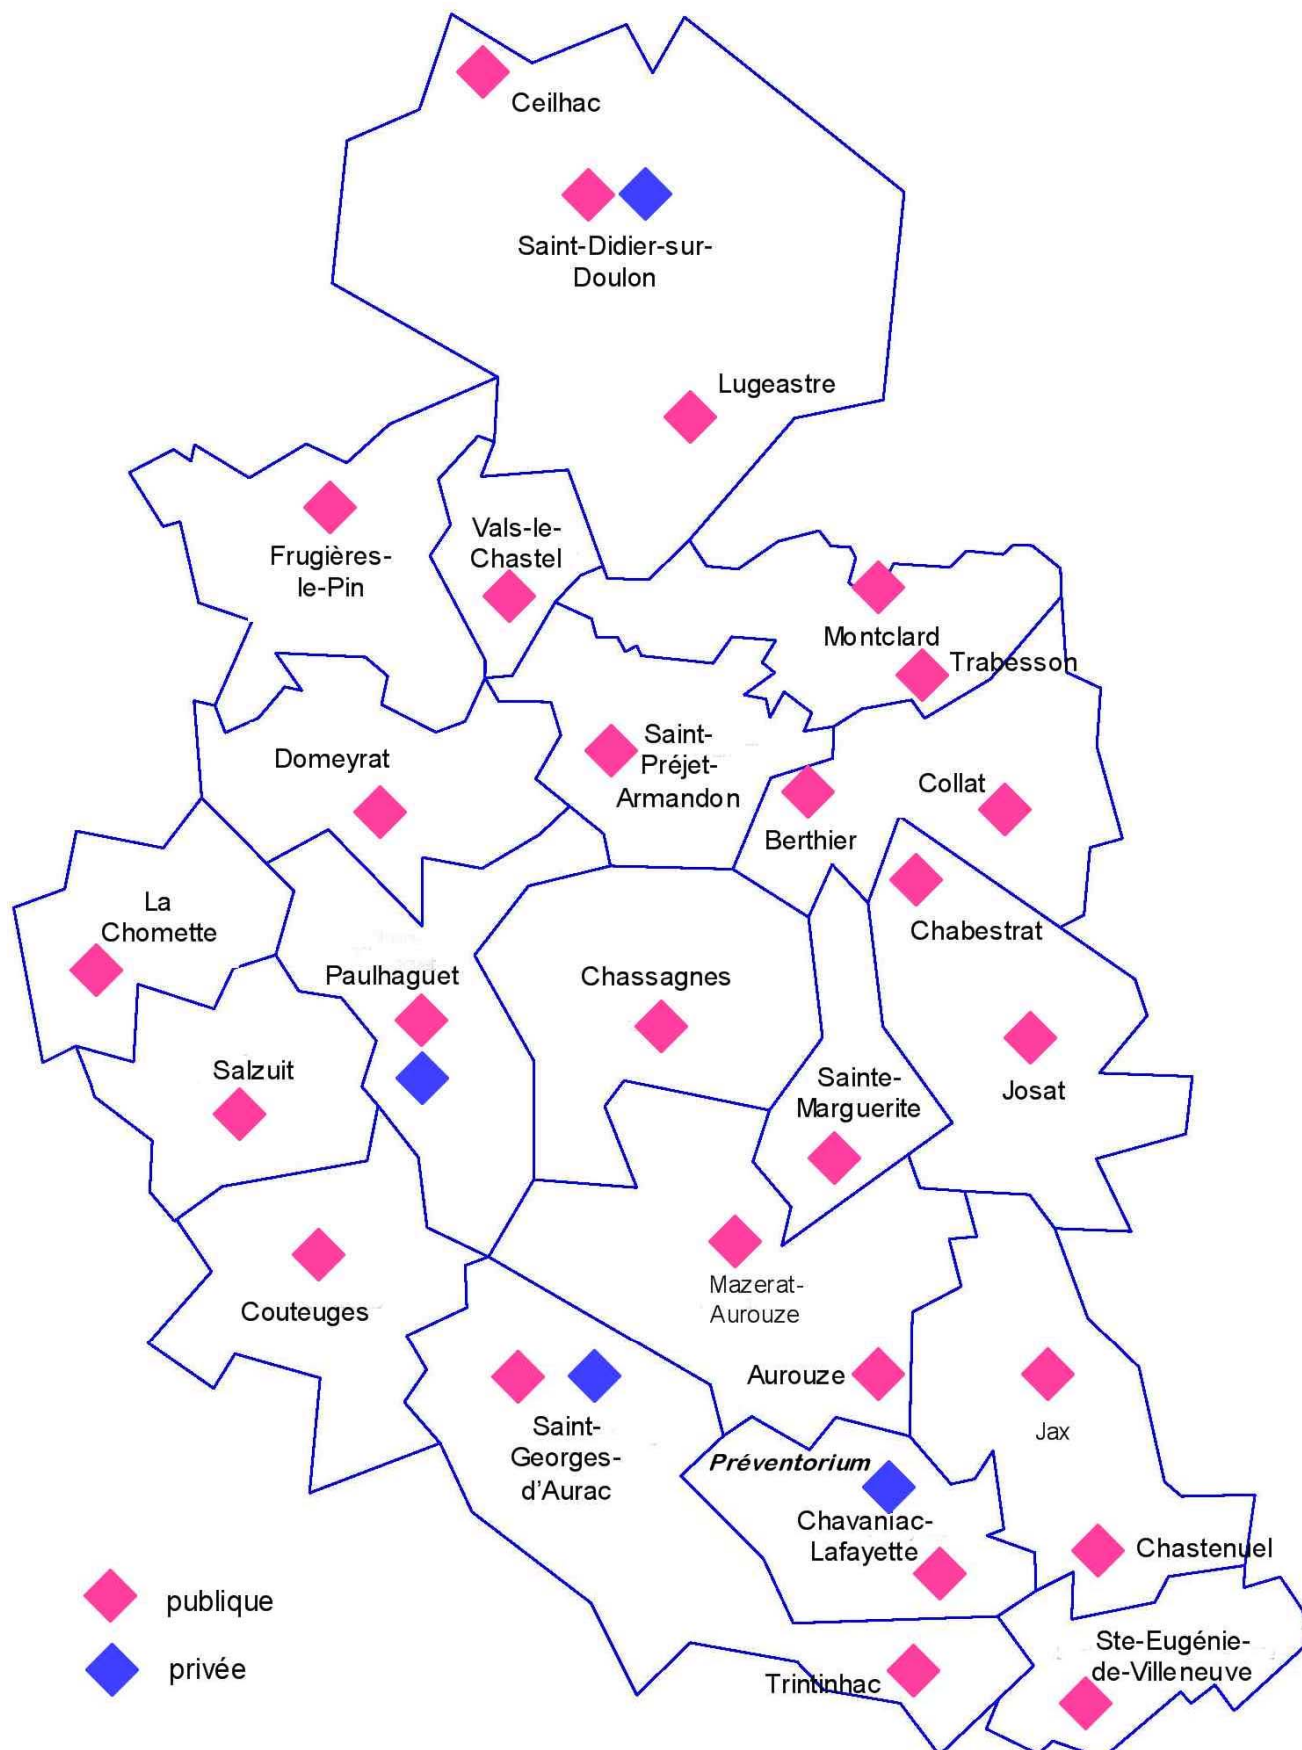 Ceilhac
Saint-Didier-sur-
Doulon
Lugeastre
Vals-le-
Chastel
Frugières-
le-Pin
Montclard
Trabesson
Saint-
Préjet-
Armandon
Domeyrat
Collat
Berthier
La
Chomette
Chabestrat
Paulhaguet
Chassagnes
Salzuit
Sainte-
Marguerite
Josat
Mazerat-
Aurouze
Couteuges
Aurouze
Saint-
Georges-
d'Aurac
Jax
Préventorium
Chavaniac-
Lafayette
Chastenuel
publique
privée
Ste-Eugénie-
de-Villeneuve
Trintinhac